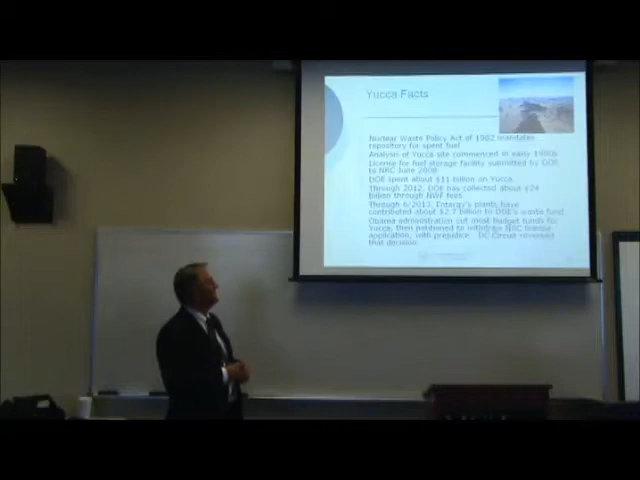 Yucca Facts
Nuclear Waste Policy Act of 1982 mandates
repository for spent fuel
Analysis of Yucca site commenced in early 1980s
License for fuel storage facility submitted by DOE
to NRC June 2008
DOE spent about $11 billion on Yucca.
Through 2012, DOE has collected about $24
billion through NWF fees.
Through 6/2013, Entergy's plants have
contributed about $2.7 billion to DOE's waste fund
Obama administration cut most budget funds for
Yucca, then petitioned to withdraw NRC license
application, with prejudice. DC Circuit reversed
that decision.